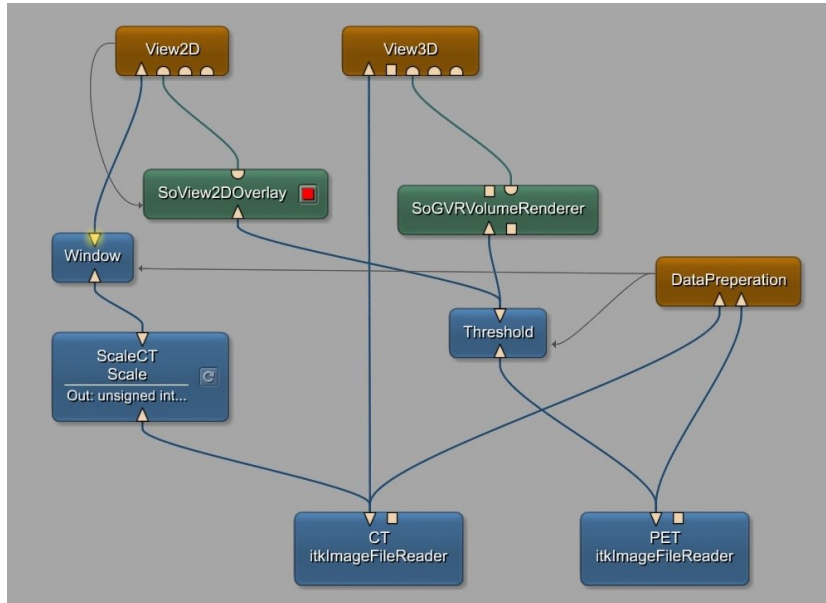 View2D
View3D
SoView2DOverlay
SoGVRVolumeRenderer
Window
DataPreperation
Threshold
ScaleCT
Scale
Out: unsigned int...
CT
itkImageFileReader
PET
itkImageFileReader